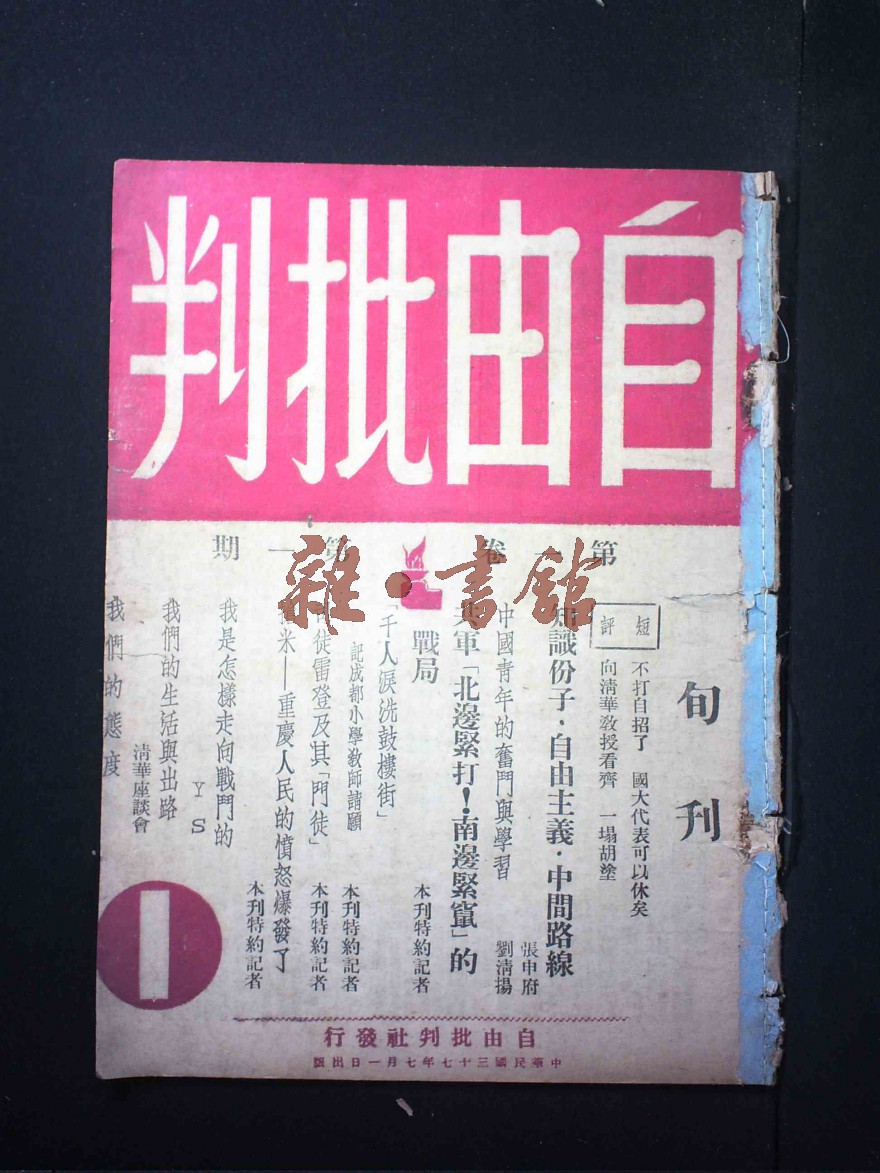 自由批判
第一卷 第一期
雜·書館
旬刊
短評
不打自招了 國大代表可以休矣
向清華教授看齊 一塌胡塗
知識份子·自由主義·中間路線
張申府
中國青年的奮鬥與學習
劉清揚
共軍「北邊緊打!南邊緊竄」的
戰局
本刊特約記者
「千人淚洗鼓樓街」
記成都小學教師請願
本刊特約記者
徒雷登及其「門徒」
本刊特約記者
米—重慶人民的憤怒爆發了
本刊特約記者
我是怎樣走向戰鬥的
YS
我們的生活與出路
清華座談會
我們的態度
1
自由批判社發行
中華民國三十七年七月一日出版